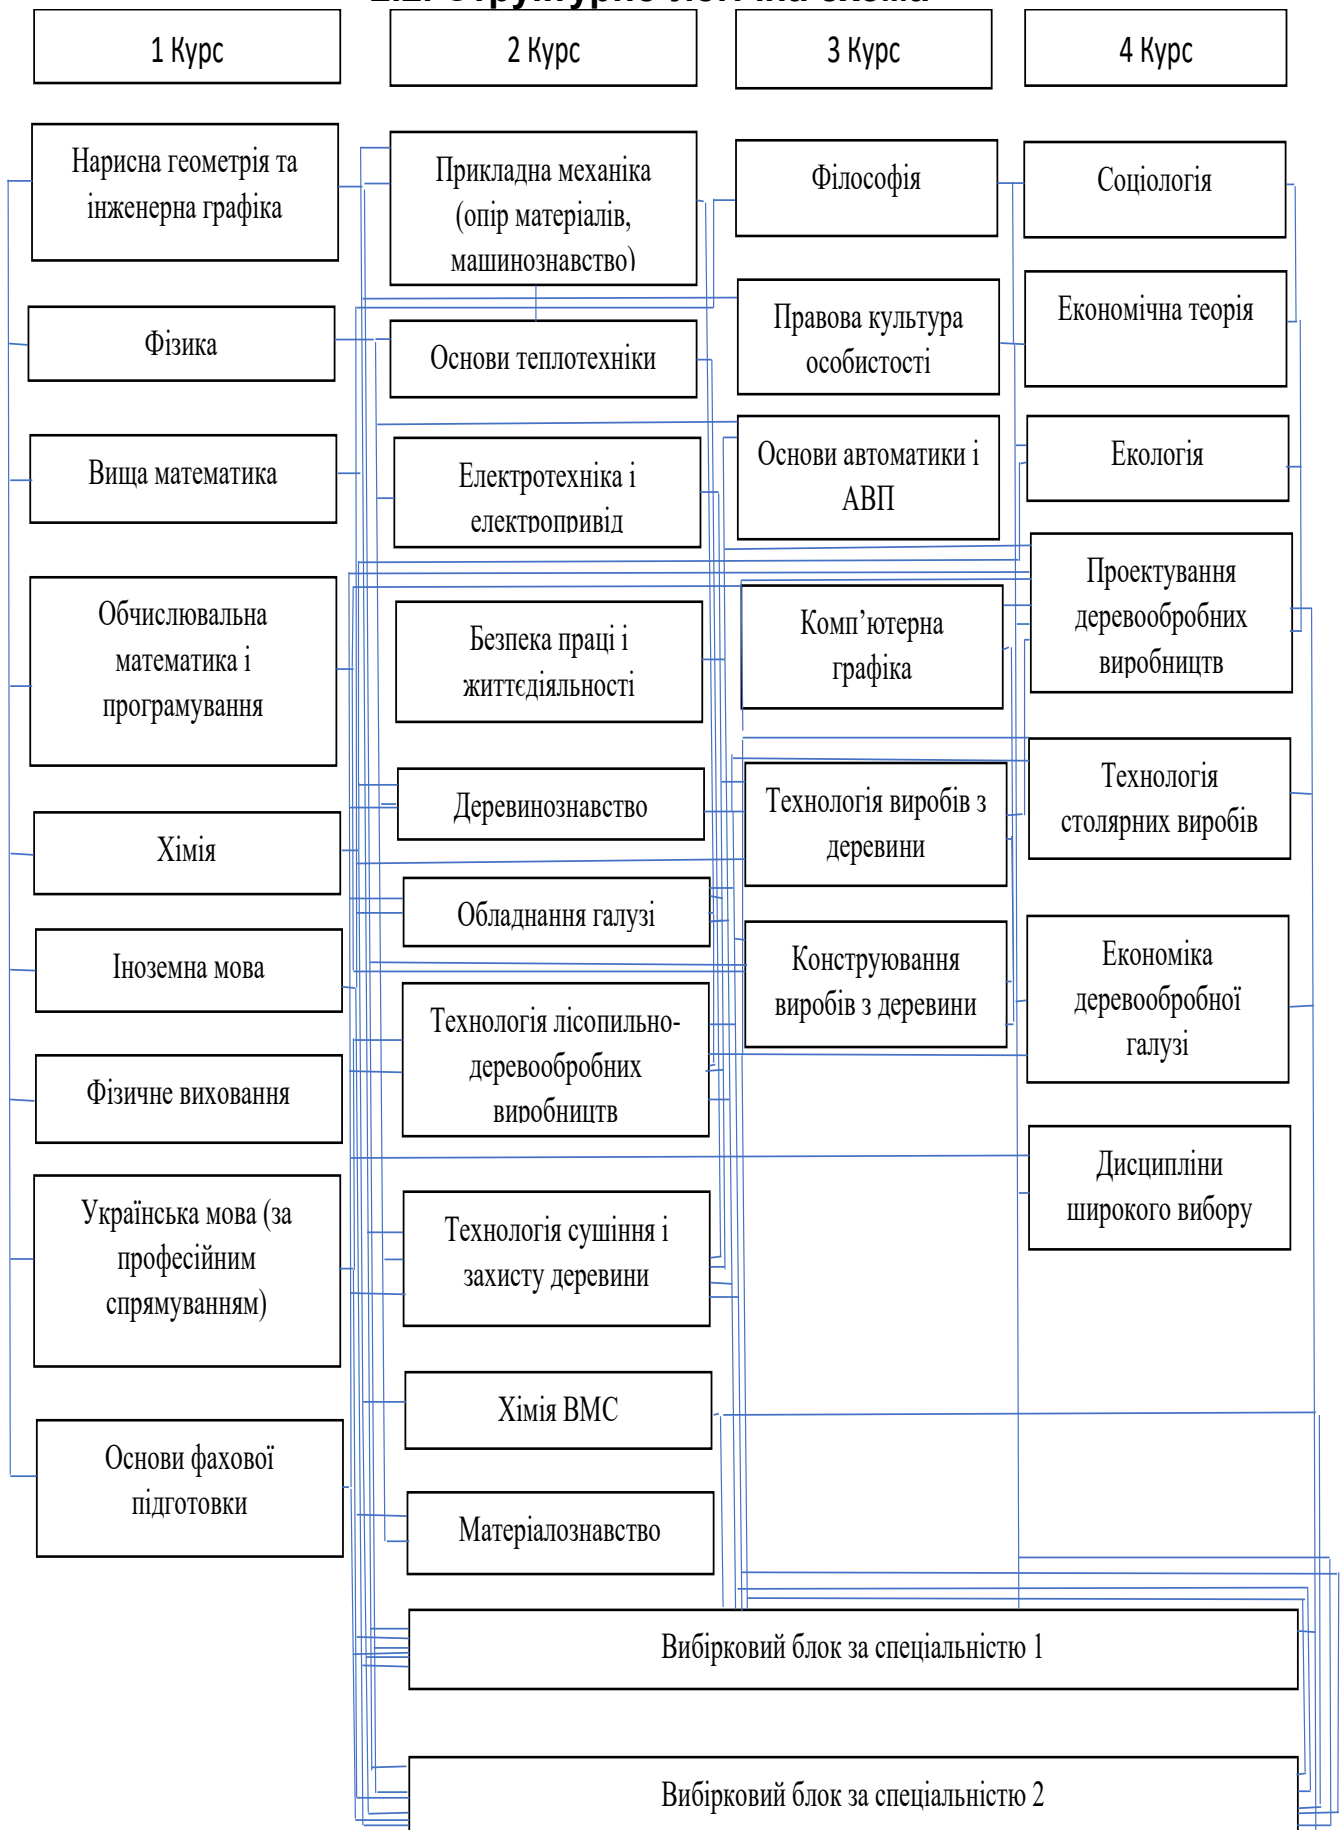 2.2. Структурно-логічна схема
1 Курс
2 Курс
3 Курс
4 Курс
Нарисна геометрія та
інженерна графіка
Фізика
Вища математика
Обчислювальна
математика і
програмування
Хімія
Іноземна мова
Фізичне виховання
Українська мова (за
професійним
спрямуванням)
Основи фахової
підготовки
Прикладна механіка
(опір матеріалів,
машинознавство)
Основи теплотехніки
Електротехніка і
електропривід
Безпека праці і
життєдіяльності
Деревинознавство
Обладнання галузі
Технологія лісопильно-
деревообробних
виробництв
Технологія сушіння і
захисту деревини
Хімія ВМС
Матеріалознавство
Філософія
Правова культура
особистості
Основи автоматики і
АВП
Комп’ютерна
графіка
Технологія виробів з
деревини
Конструювання
виробів з деревини
Соціологія
Економічна теорія
Екологія
Проектування
деревообробних
виробництв
Технологія
столярних виробів
Економіка
деревообробної
галузі
Дисципліни
широкого вибору
Вибірковий блок за спеціальністю 1
Вибірковий блок за спеціальністю 2